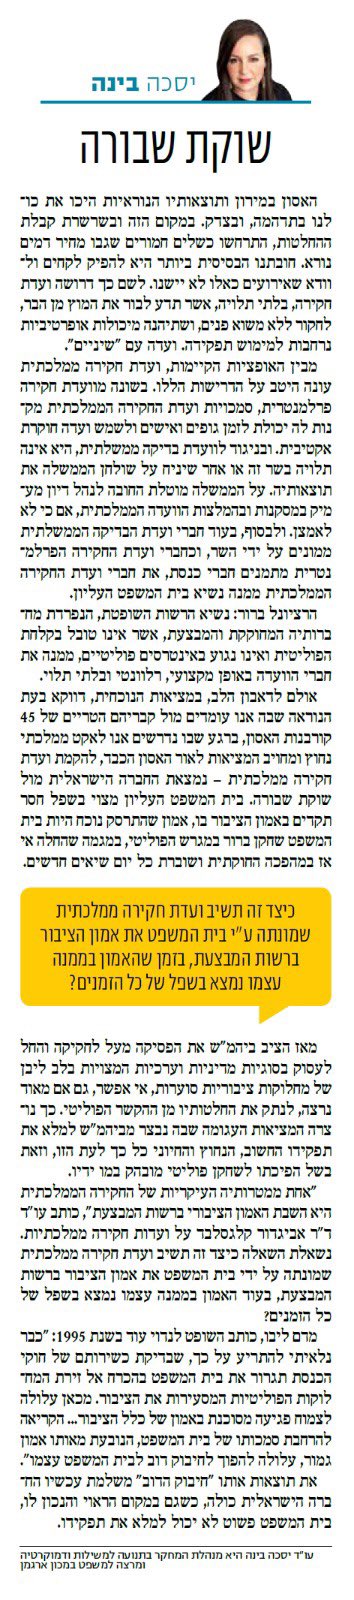 יסכה בינה
שוקת שבורה
האסון במירון ותוצאותיו הנוראיות היכו את כו־
לנו בתדהמה, ובצדק. במקום הזה ובשרשרת קבלת
ההחלטות, התרחשו כשלים חמורים שגבו מחיר דמים
נורא. חובתנו הבסיסית ביותר היא להפיק לקחים ול־
וודא שאירועים כאלו לא יישנו. לשם כך דרושה ועדת
חקירה, בלתי תלויה, אשר תדע לבור את המוץ מן הבר,
לחקור ללא משוא פנים, ושתיהנה מיכולות אופרטיביות
נרחבות למימוש תפקידה. ועדה עם "שיניים".
מבין האופציות הקיימות, ועדת חקירה ממלכתית
עונה היטב על הדרישות הללו. בשונה מוועדת חקירה
פרלמנטרית, סמכויות ועדת החקירה הממלכתית מק־
נות לה יכולת לזמן גופים ואישים ולשמש ועדה חוקרת
אקטיבית. ובניגוד לוועדת בדיקה ממשלתית, היא אינה
תלויה בשר זה או אחר שיניח על שולחן הממשלה את
תוצאותיה. על הממשלה מוטלת החובה לנהל דיון מע־
מיק במסקנות ובהמלצות הוועדה הממלכתית, אם כי לא
לאמצן. ולבסוף, בעוד חברי ועדת הבדיקה הממשלתית
ממונים על ידי השר, וכחברי ועדת החקירה הפרלמ־
נטרית מתמנים חברי כנסת, את חברי ועדת החקירה
הממלכתית ממנה נשיא בית המשפט העליון.
הרציונל ברור: נשיא הרשות השופטת, הנפרדת מח־
ברותיה המחוקקת והמבצעת, אשר אינו טובל בקלחת
הפוליטית ואינו נגוע באינטרסים פוליטיים, ממנה את
חברי הוועדה באופן מקצועי, רלוונטי ובלתי תלוי.
אולם לדאבון הלב, במציאות הנוכחית, דווקא בעת
הנוראה שבה אנו עומדים מול קבריהם הטריים של 45
קורבנות האסון, ברגע שבו נדרשים אנו לאקט ממלכתי
נחוץ ומחויב המציאות לאור האסון הכבד, להקמת ועדת
חקירה ממלכתית – נמצאת החברה הישראלית מול
שוקת שבורה. בית המשפט העליון מצוי בשפל חסר
תקדים באמון הציבור בו, אמון שהתרסק נוכח היות בית
המשפט שחקן ברור במגרש הפוליטי, במגמה שהחלה אי
אז במהפכה החוקתית ושוברת כל יום שיאים חדשים.
כיצד זה תשיב ועדת חקירה ממלכתית
שמונתה ע"י בית המשפט את אמון הציבור
ברשות המבצעת, בזמן שהאמון בממנה
עצמו נמצא בשפל של כל הזמנים?
מאז הציב ביהמ"ש את הפסיקה מעל לחקיקה והחל
לעסוק בסוגיות מדיניות וערכיות המצויות בלב ליבן
של מחלוקות ציבוריות סוערות, אי אפשר, גם אם מאוד
נרצה, לנתק את החלטותיו מן ההקשר הפוליטי. כך נו־
צרה המציאות העגומה שבה נבצר מביהמ"ש למלא את
תפקידו החשוב, הנחוץ והחיוני כל כך לעת הזו, וזאת
בשל הפיכתו לשחקן פוליטי מובהק במו ידיו.
"אחת ממטרותיה העיקריות של החקירה הממלכתית
היא השבת האמון הציבורי ברשות המבצעת", כותב עו"ד
ד"ר אביגדור קלגסלבד על ועדות חקירה ממלכתיות.
נשאלת השאלה כיצד זה תשיב ועדת חקירה ממלכתית
שמונתה על ידי בית המשפט את אמון הציבור ברשות
המבצעת, בעוד האמון בממנה עצמו נמצא בשפל של
כל הזמנים?
מרם ליבו, כותב השופט לנדוי עוד בשנת 1995: "כבר
נלאיתי להתריע על כך, שבדיקת כשירותם של חוקי
הכנסת תגרור את בית המשפט בהכרח אל זירת המח־
לוקות הפוליטיות המסעירות את הציבור. מכאן עלולה
לצמוח פגיעה מסוכנת באמון של כלל הציבור... הקריאה
להרחבת סמכותו של בית המשפט, הנובעת מאותו אמון
גמור, עלולה להפוך לחיבוק רוב לבית המשפט עצמו".
את תוצאות אותו "חיבוק הדוב" משלמת עכשיו הח־
ברה הישראלית כולה, כשגם במקום הראוי והנכון לו,
בית המשפט פשוט לא יכול למלא את תפקידו.
עו"ד יסכה בינה היא מנהלת המחקר בתנועה למשילות ודמוקרטיה
ומרצה למשפט במכון ארגמן